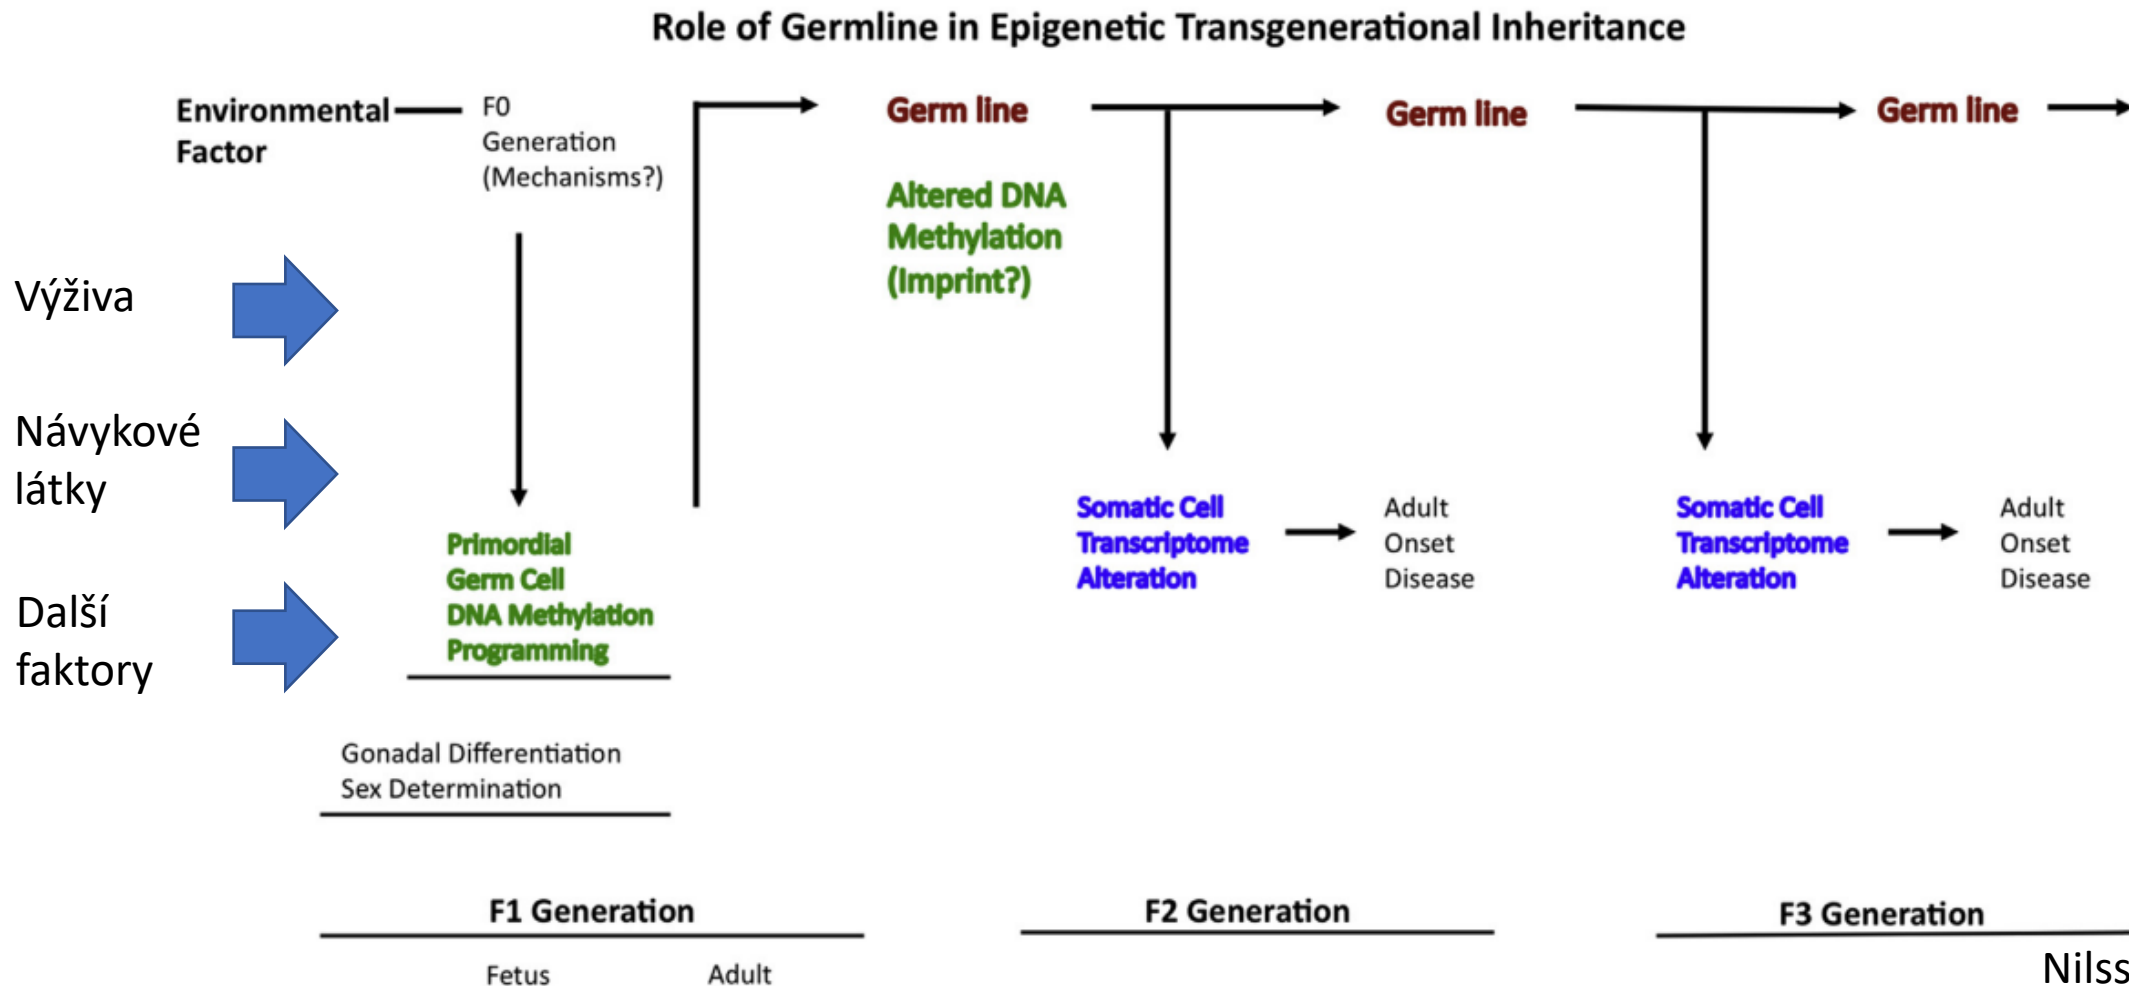 Role of Germline in Epigenetic Transgenerational Inheritance
Environmental
Factor
F0
Generation
(Mechanisms?)
Germ line
Altered DNA
Methylation
(Imprint?)
Germ line
Germ line
Výživa
Návykové
látky
Další
faktory
Primordial
Germ Cell
DNA Methylation
Programming
Somatic Cell
Transcriptome
Alteration
Adult
Onset
Disease
Somatic Cell
Transcriptome
Alteration
Adult
Onset
Disease
Gonadal Differentiation
Sex Determination
F1 Generation
F2 Generation
F3 Generation
Fetus
Adult
Nilss